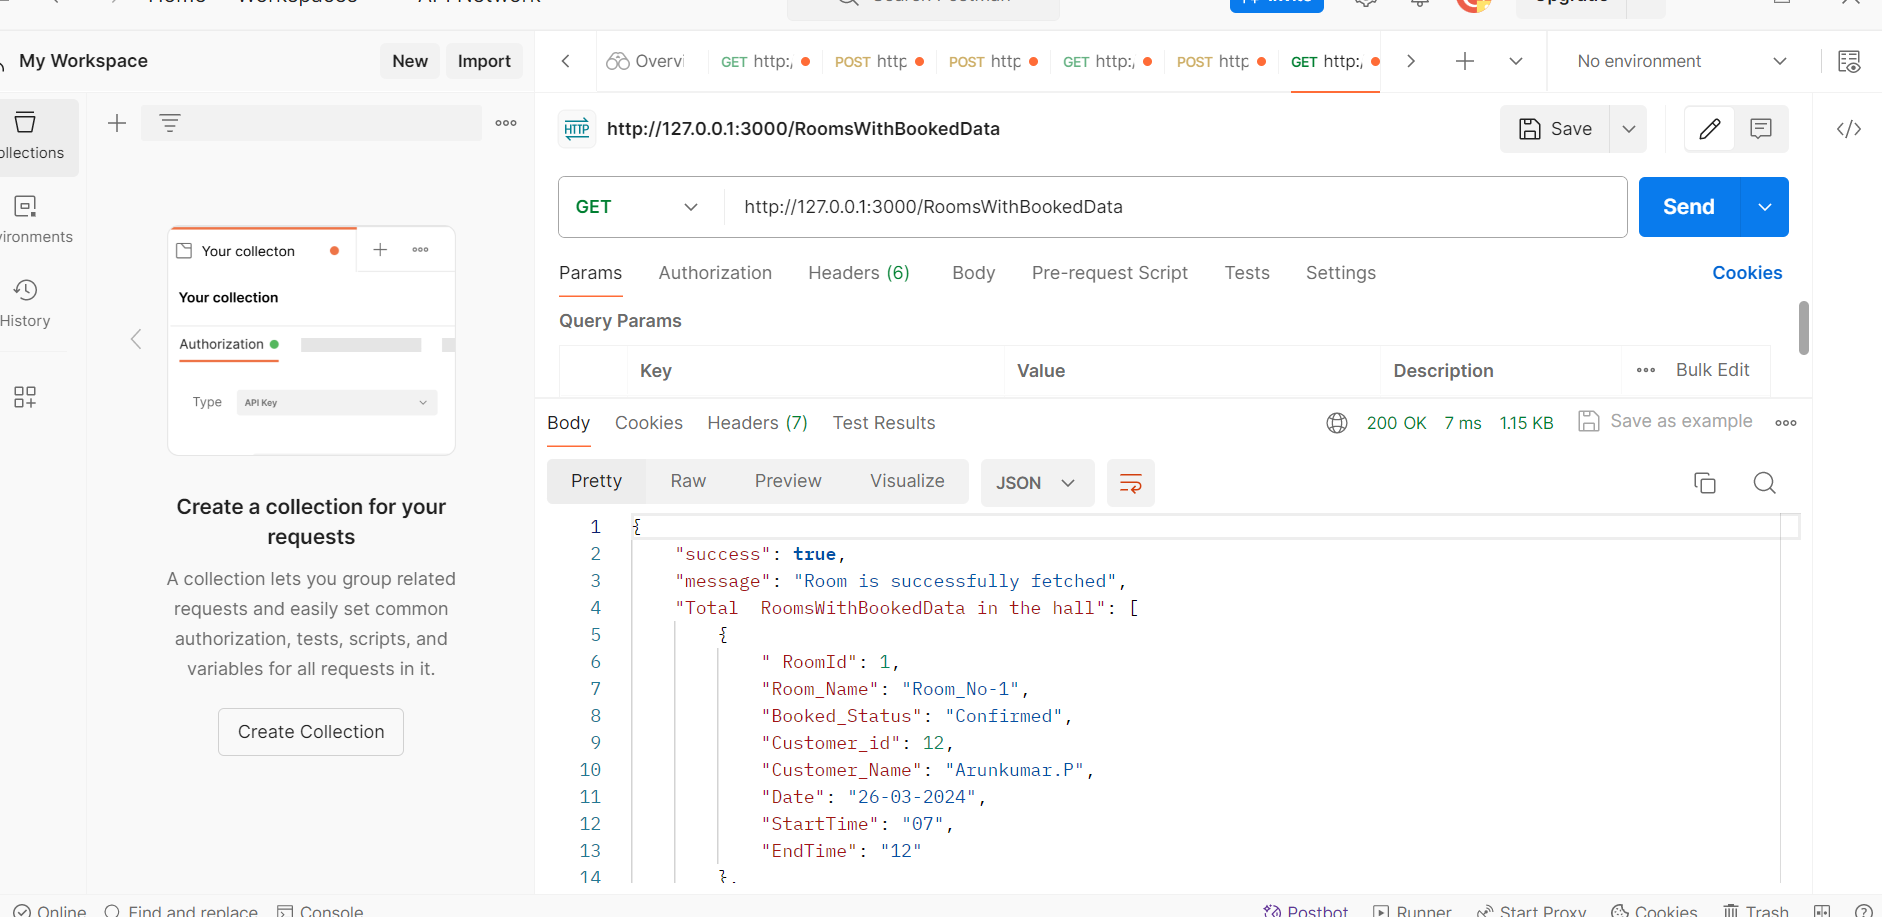 My Workspace
New
Import
Overvi
GET http:/
POST http
POST http
GET http:/
POST http
GET http:/
No environment
ollections
HTTP
http://127.0.0.1:3000/RoomsWithBookedData
Save
GET
http://127.0.0.1:3000/RoomsWithBookedData
Send
vironments
Your collecton
Params
Authorization
Headers (6)
Body
Pre-request Script
Tests
Settings
Cookies
Your collection
History
Query Params
Authorization
Key
Value
Description
Bulk Edit
Type
API Key
Body
Cookies
Headers (7)
Test Results
200 OK
7 ms
1.15 KB
Save as example
Pretty
Raw
Preview
Visualize
JSON
Create a collection for your
requests
A collection lets you group related
requests and easily set common
authorization, tests, scripts, and
variables for all requests in it.
Create Collection
1 {
2 "success": true,
3 "message": "Room is successfully fetched",
4 "Total  RoomsWithBookedData in the hall": [
5 {
6 " RoomId": 1,
7 "Room_Name": "Room_No-1",
8 "Booked_Status": "Confirmed",
9 "Customer_id": 12,
10 "Customer_Name": "Arunkumar.P",
11 "Date": "26-03-2024",
12 "StartTime": "07",
13 "EndTime": "12"
14 },
Online
Find and replace
Console
Postbot
Runner
Start Proxy
Cookies
Trash